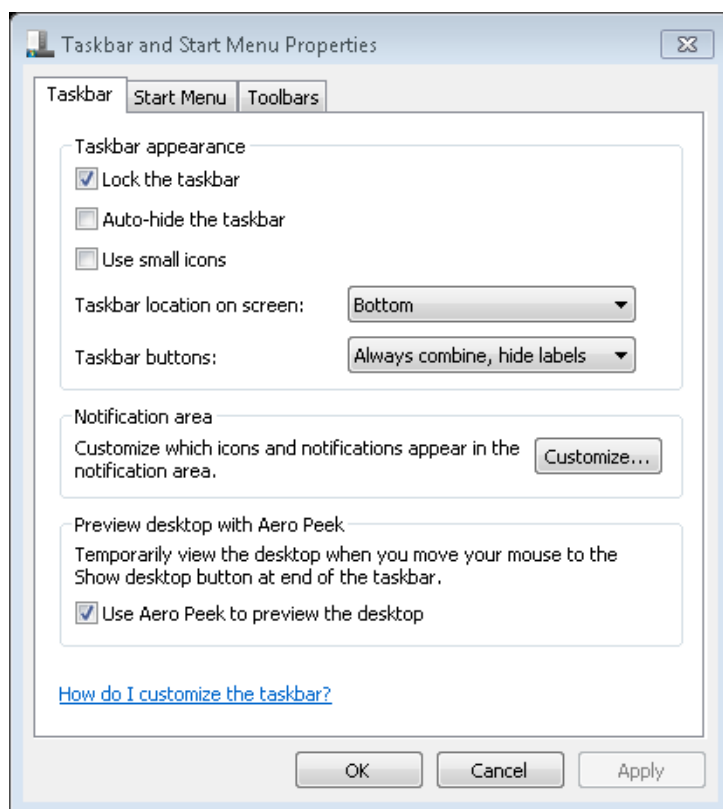 Taskbar and Start Menu Properties
Taskbar
Start Menu
Toolbars
Taskbar appearance
Lock the taskbar
Auto-hide the taskbar
Use small icons
Taskbar location on screen:
Bottom
Taskbar buttons:
Always combine, hide labels
Notification area
Customize which icons and notifications appear in the
notification area.
Customize...
Preview desktop with Aero Peek
Temporarily view the desktop when you move your mouse to the
Show desktop button at end of the taskbar.
Use Aero Peek to preview the desktop
How do I customize the taskbar?
OK
Cancel
Apply